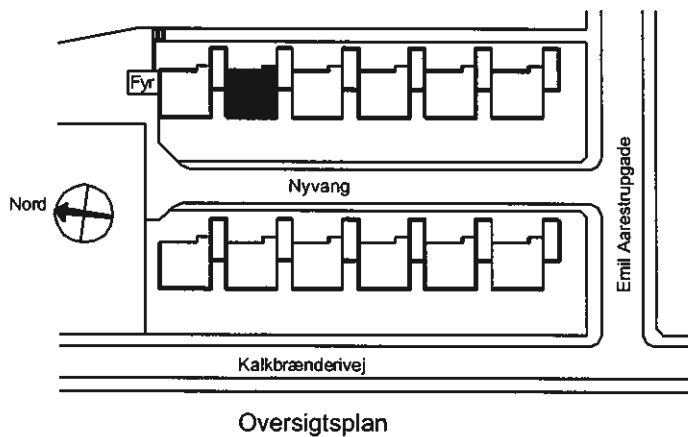 Fyr
Nyvang
Nord
Emil Aarestrupgade
Kalkbrænderivej
Oversigtsplan